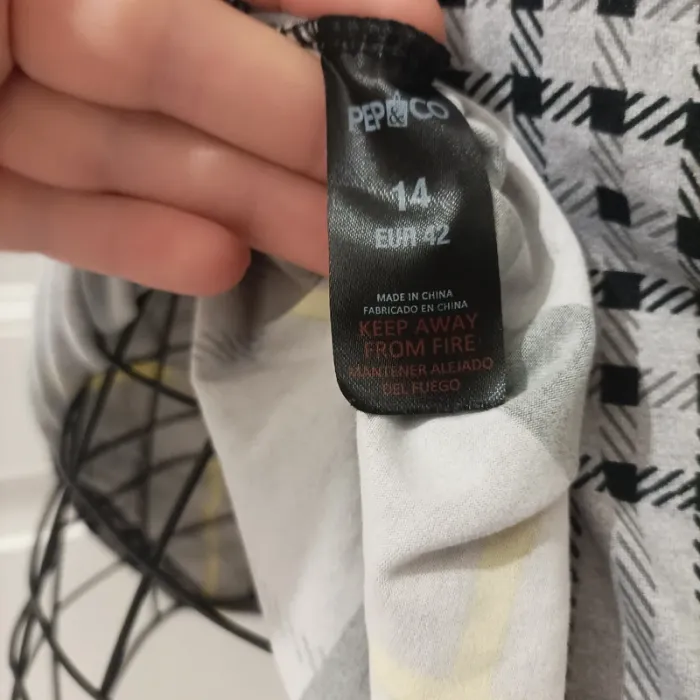 PEP&CO
14
EUR 42
MADE IN CHINA
FABRICADO EN CHINA
KEEP AWAY
FROM FIRE
MANTENER ALEJADO
DEL FUEGO